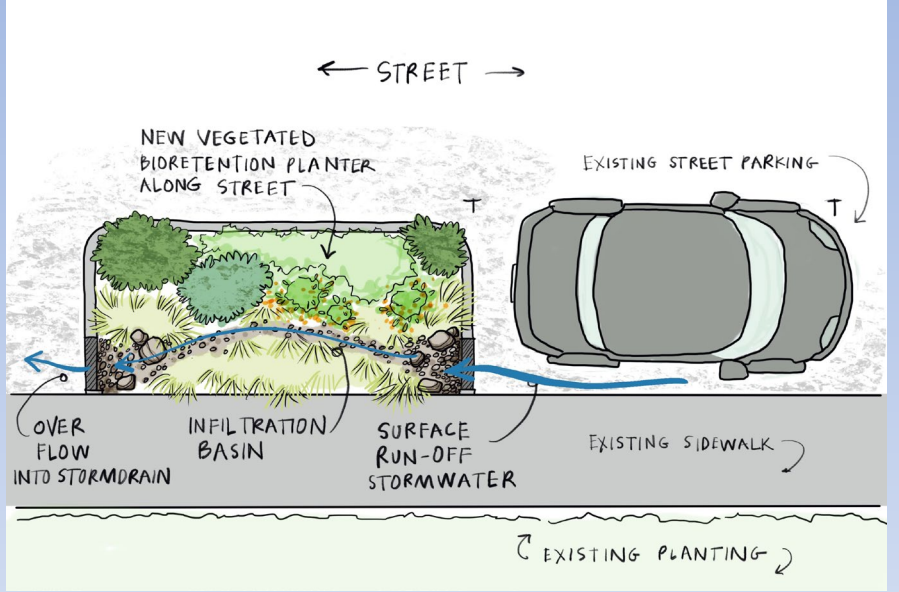 STREET
NEW VEGETATED
BIORETENTION PLANTER
ALONG STREET
EXISTING STREET PARKING
T
T
OVER
FLOW
INTO STORMDRAIN
INFILTRATION
BASIN
SURFACE
RUN-OFF
STORMWATER
EXISTING SIDEWALK
EXISTING PLANTING